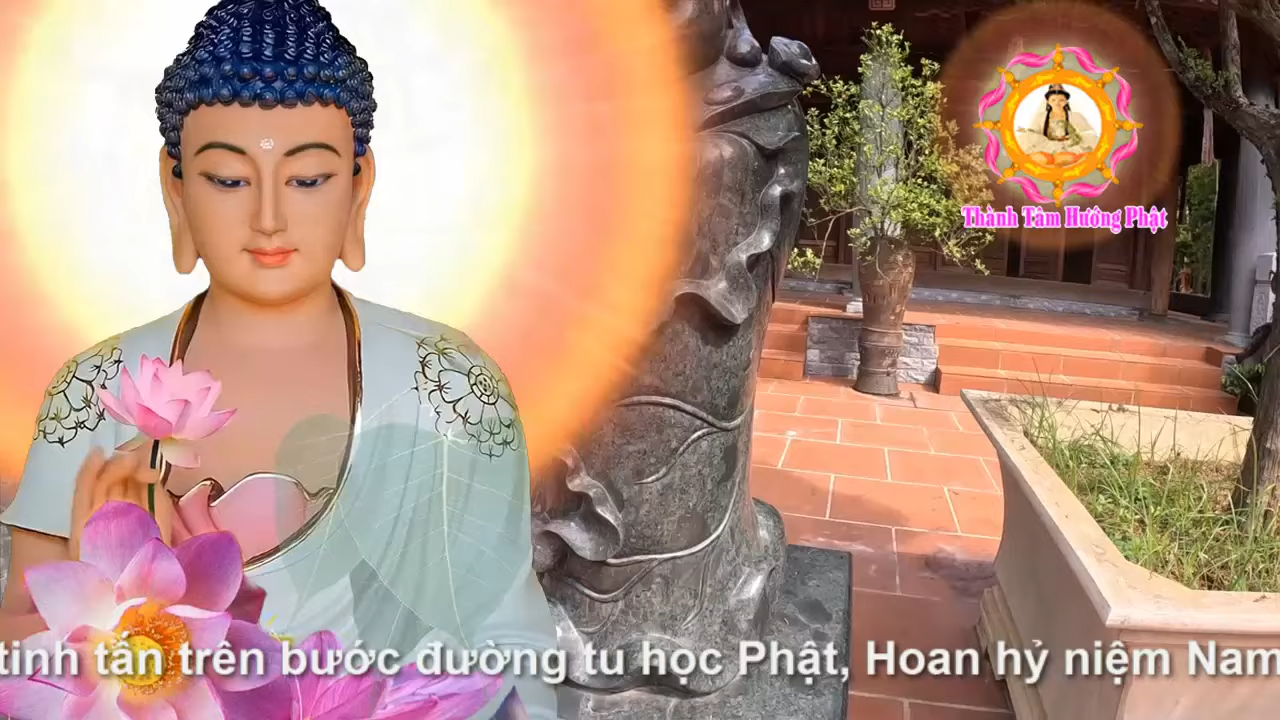 Thành Tâm Hướng Phật
tinh tấn trên bước đường tu học Phật, Hoan hỷ niệm Nam